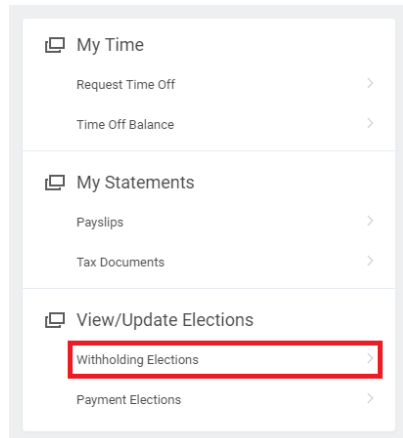 My Time
Request Time Off
Time Off Balance
My Statements
Payslips
Tax Documents
View/Update Elections
Withholding Elections
Payment Elections